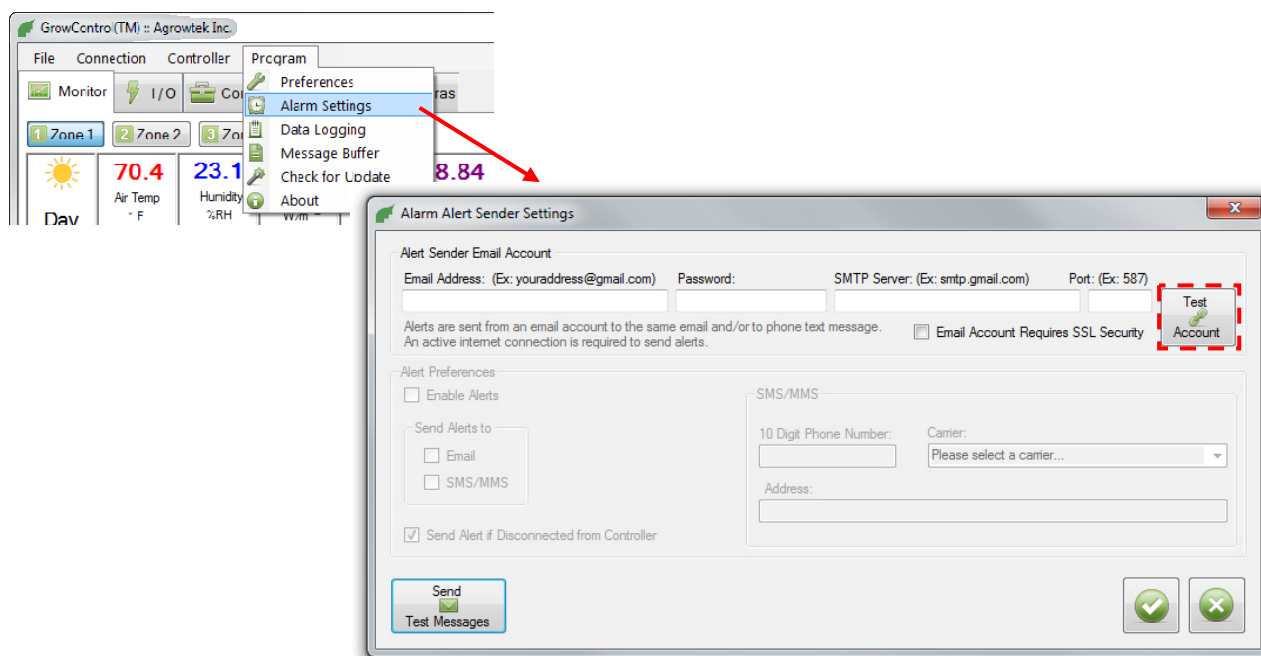 GrowControl(TM) :: Agrowtek Inc.
File Connection Controller Program
Monitor I/O
Preferences
Alarm Settings
Data Logging
Message Buffer
Check for Update
About
1 Zone 1 2 Zone 2 3
70.4 23.1 8.84
Air Temp Humidity
° F %RH W/m
Day
Alarm Alert Sender Settings
Alert Sender Email Account
Email Address: (Ex: youraddress@gmail.com) Password: SMTP Server: (Ex: smtp.gmail.com) Port: (Ex: 587)
Alerts are sent from an email account to the same email and/or to phone text message.
An active internet connection is required to send alerts.
Email Account Requires SSL Security
Test
Account
Alert Preferences
Enable Alerts
Send Alerts to
Email
SMS/MMS
Send Alert if Disconnected from Controller
SMS/MMS
10 Digit Phone Number: Carrier:
Please select a carrier...
Address:
Send
Test Messages